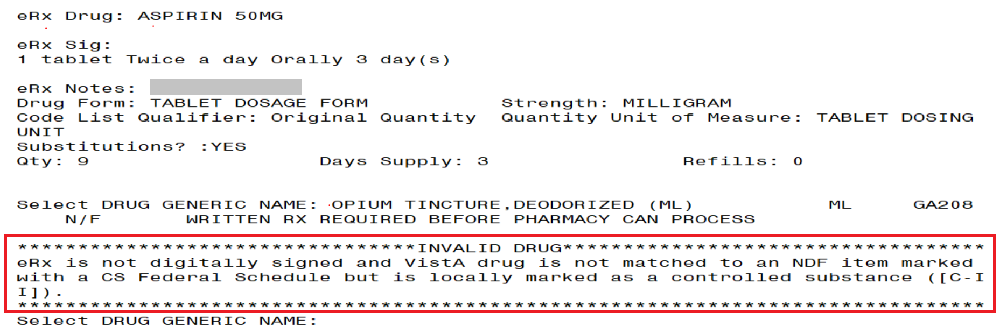 eRx Drug: ASPIRIN 50MG
eRx Sig:
1 tablet Twice a day Orally 3 day(s)
eRx Notes:
Drug Form: TABLET DOSAGE FORM Strength: MILLIGRAM
Code List Qualifier: Original Quantity Quantity Unit of Measure: TABLET DOSING
UNIT
Substitutions? :YES
Qty: 9 Days Supply: 3 Refills: 0
Select DRUG GENERIC NAME: OPIUM TINCTURE,DEODORIZED (ML) ML GA208
N/F WRITTEN RX REQUIRED BEFORE PHARMACY CAN PROCESS
*********************************INVALID DRUG***********************************
eRx is not digitally signed and VistA drug is not matched to an NDF item marked
with a CS Federal Schedule but is locally marked as a controlled substance ([C-I
I]).
********************************************************************************
Select DRUG GENERIC NAME: